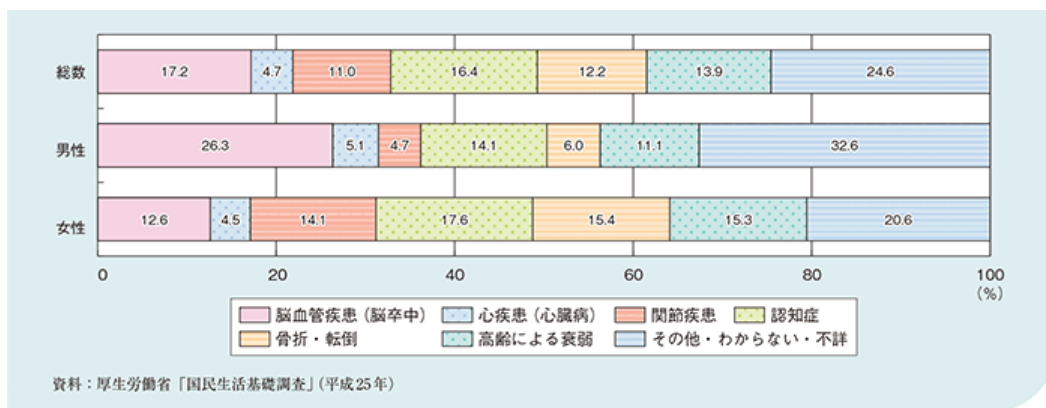 総数 17.2 4.7 11.0 16.4 12.2 13.9 24.6
男性 26.3 5.1 4.7 14.1 6.0 11.1 32.6
女性 12.6 4.5 14.1 17.6 15.4 15.3 20.6
0 20 40 60 80 100
(%)
脳血管疾患(脳卒中) 心疾患(心臓病) 関節疾患 認知症
骨折・転倒 高齢による衰弱 その他・わからない・不詳
資料:厚生労働省「国民生活基礎調査」(平成25年)